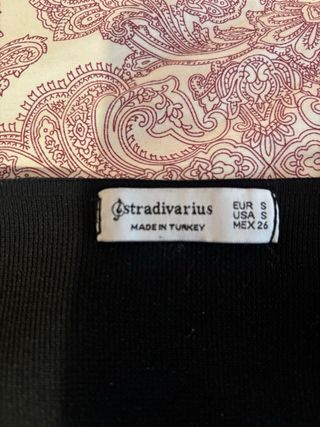 stradivarius
MADE IN TURKEY
EUR S
USA S
MEX 26